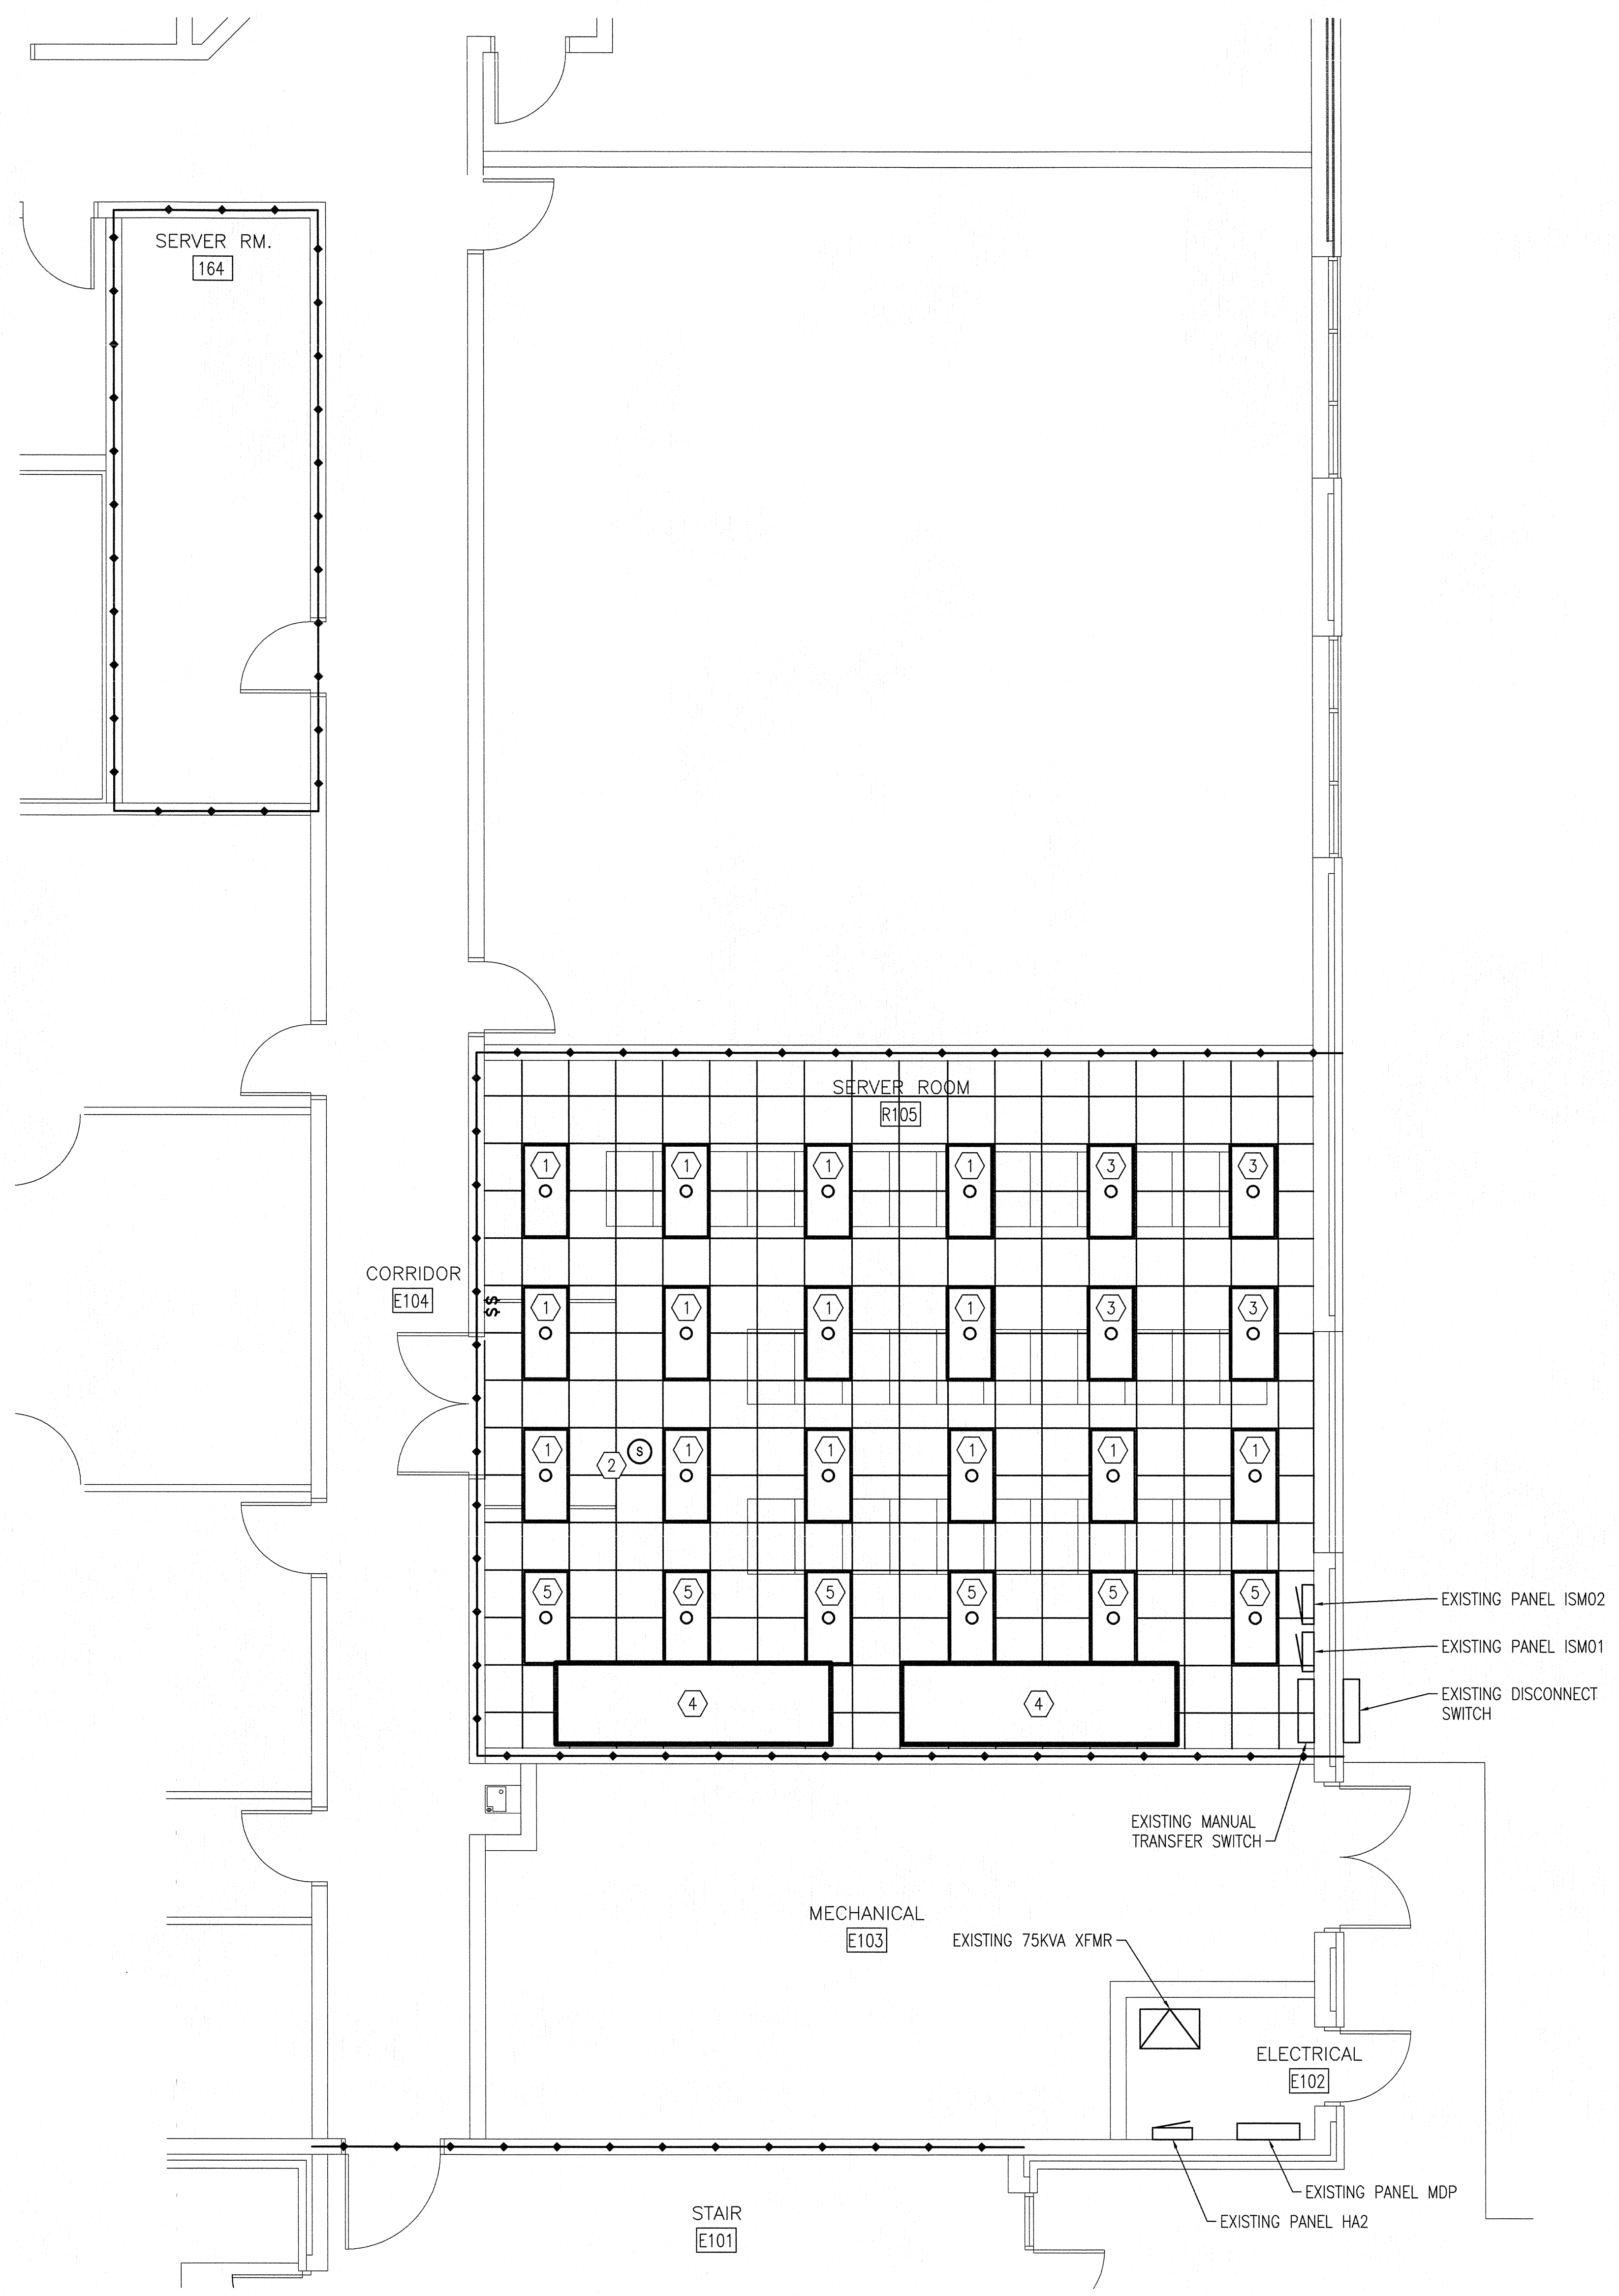 SERVER RM.
164
SERVER ROOM
R105
1 1 1 1 3 3
CORRIDOR
E104
$
$
1 1 1 1 3 3
1 2 S 1 1 1 1 1
5 5 5 5 5 5
EXISTING PANEL ISM02
EXISTING PANEL ISM01
EXISTING DISCONNECT
SWITCH
4 4
EXISTING MANUAL
TRANSFER SWITCH
MECHANICAL
E103
EXISTING 75KVA XFMR
ELECTRICAL
E102
EXISTING PANEL MDP
EXISTING PANEL HA2
STAIR
E101